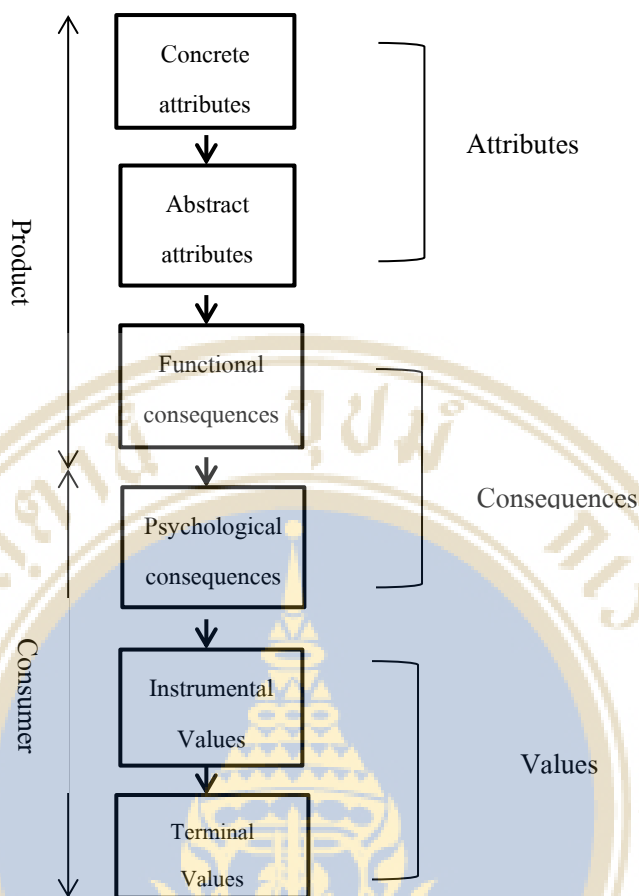 Concrete
attributes
Attributes
Abstract
attributes
Product
Functional
consequences
Consequences
Psychological
consequences
Consumer
Instrumental
Values
Values
Terminal
Values